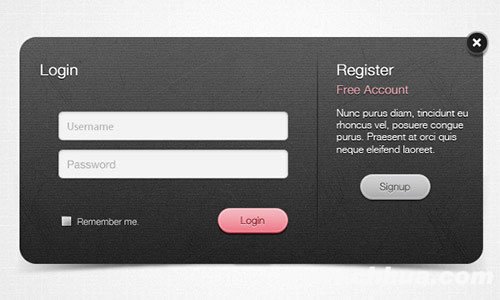 Login
Username
Password
Remember me.
Login
Register
Free Account
Nunc purus diam, tincidunt eu
rhoncus vel, posuere congue
purus. Praesent at orci quis
neque eleifend laoreet.
Signup